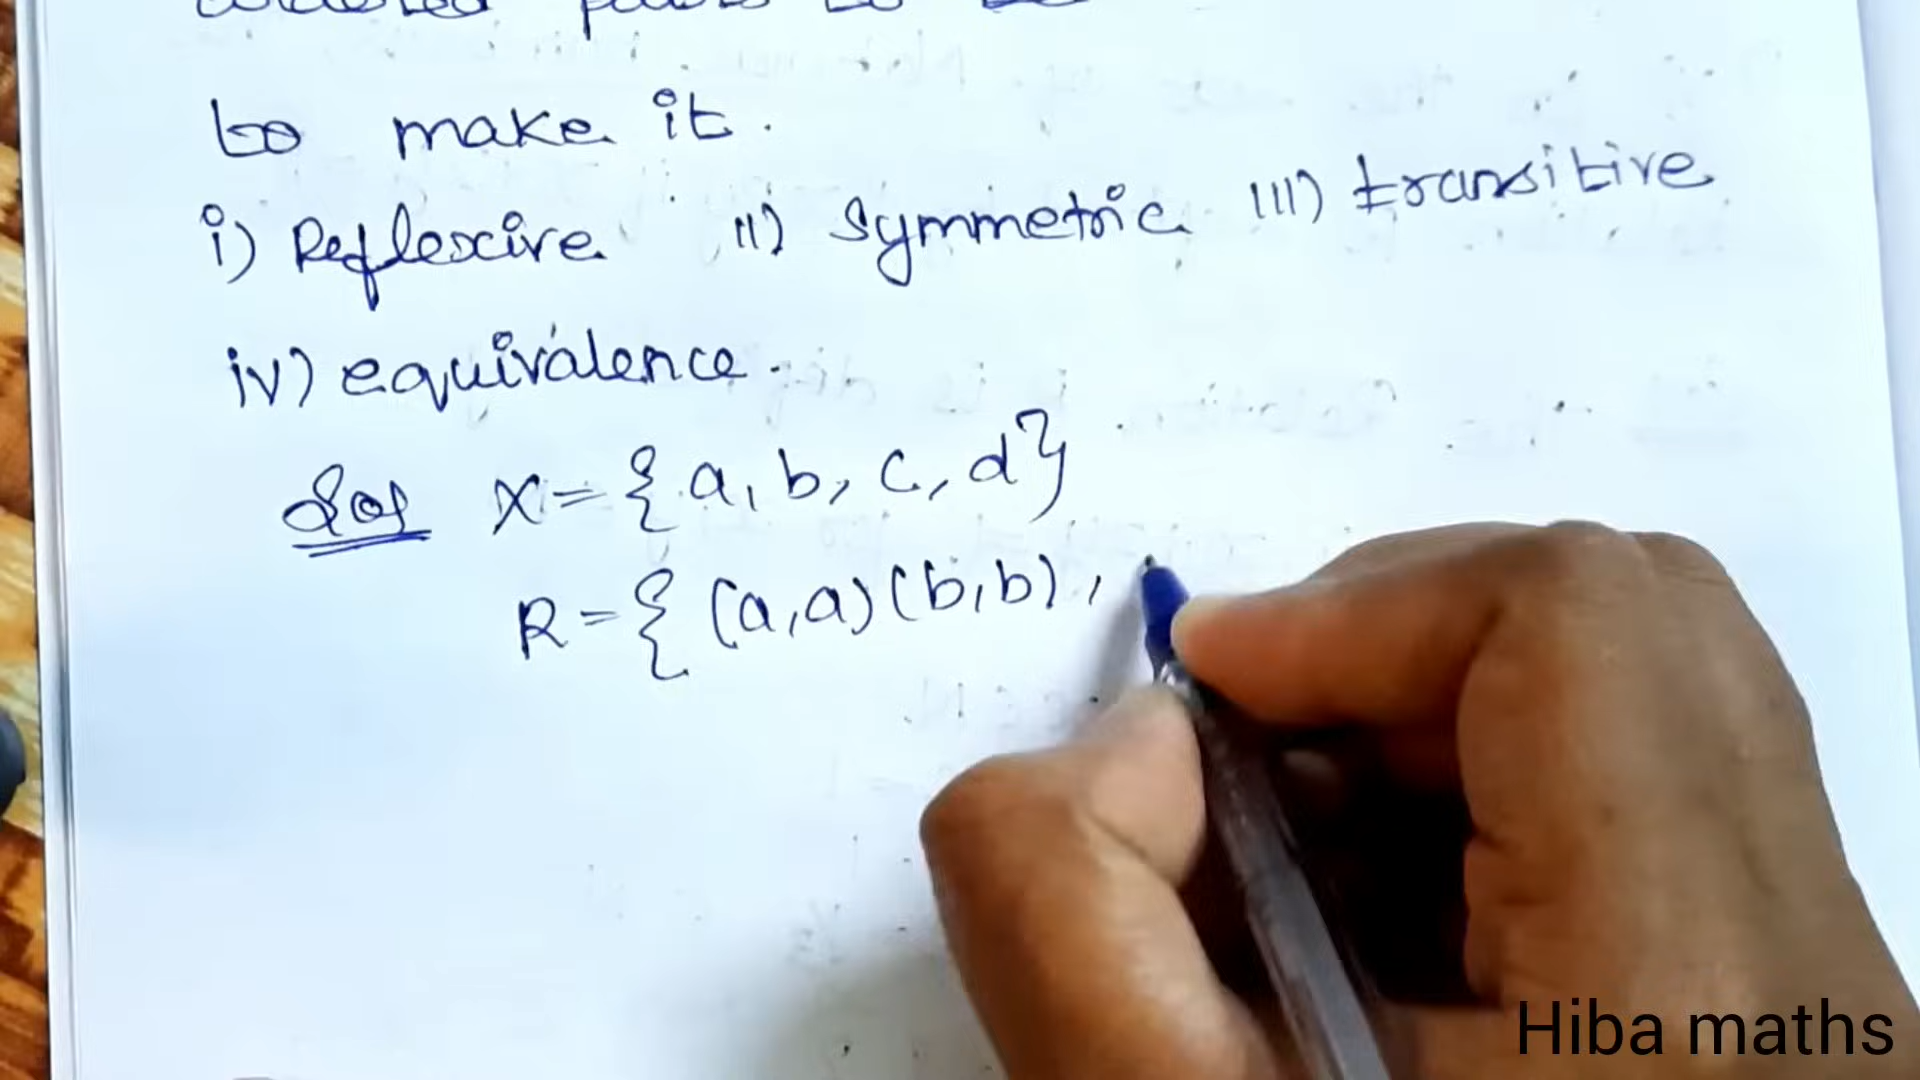 to make it.
i) Reflexive ii) Symmetric iii) transitive
iv) equivalence.
Sol X = { a, b, c, d }
R = { (a,a) (b,b),
Hiba maths